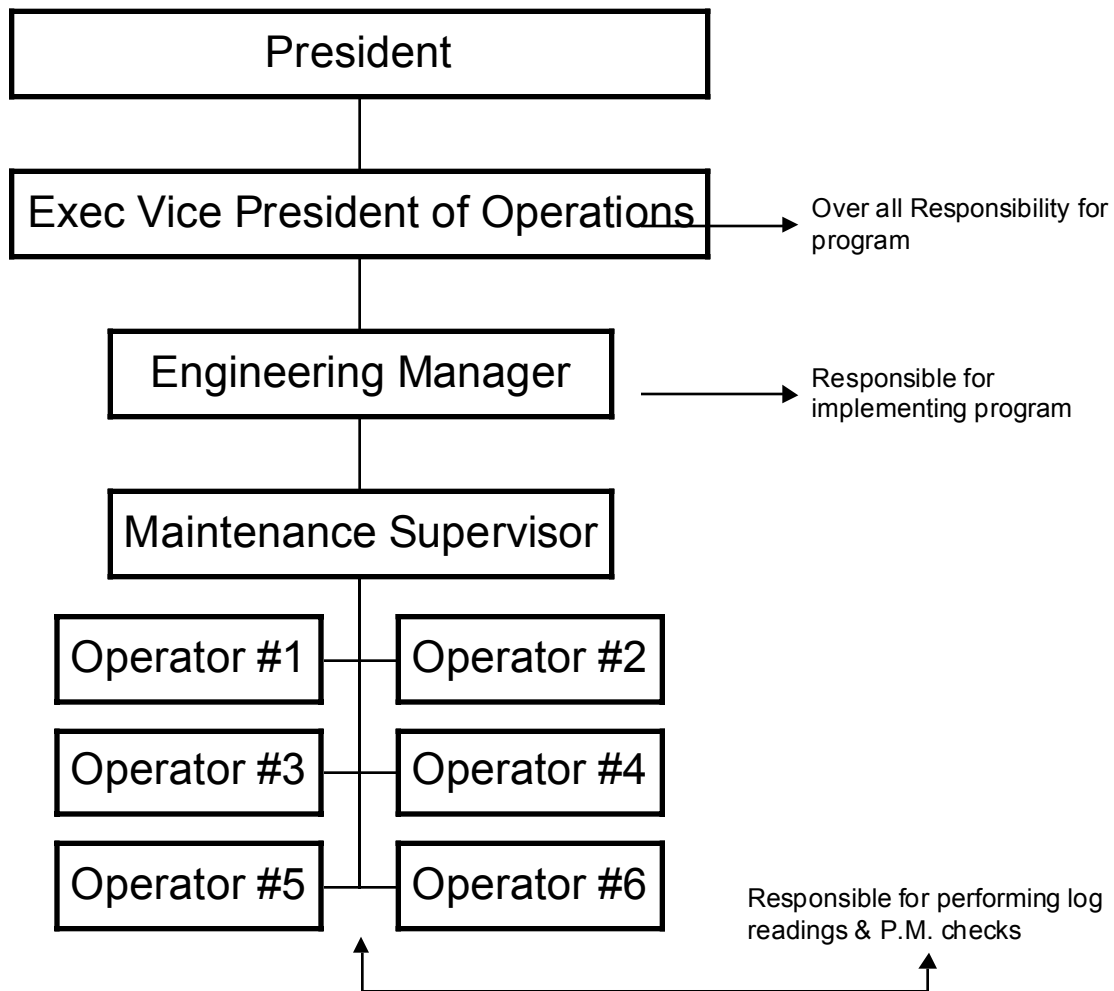 President
Exec Vice President of Operations
Over all Responsibility for
program
Engineering Manager
Responsible for
implementing program
Maintenance Supervisor
Operator #1
Operator #2
Operator #3
Operator #4
Operator #5
Operator #6
Responsible for performing log
readings & P.M. checks